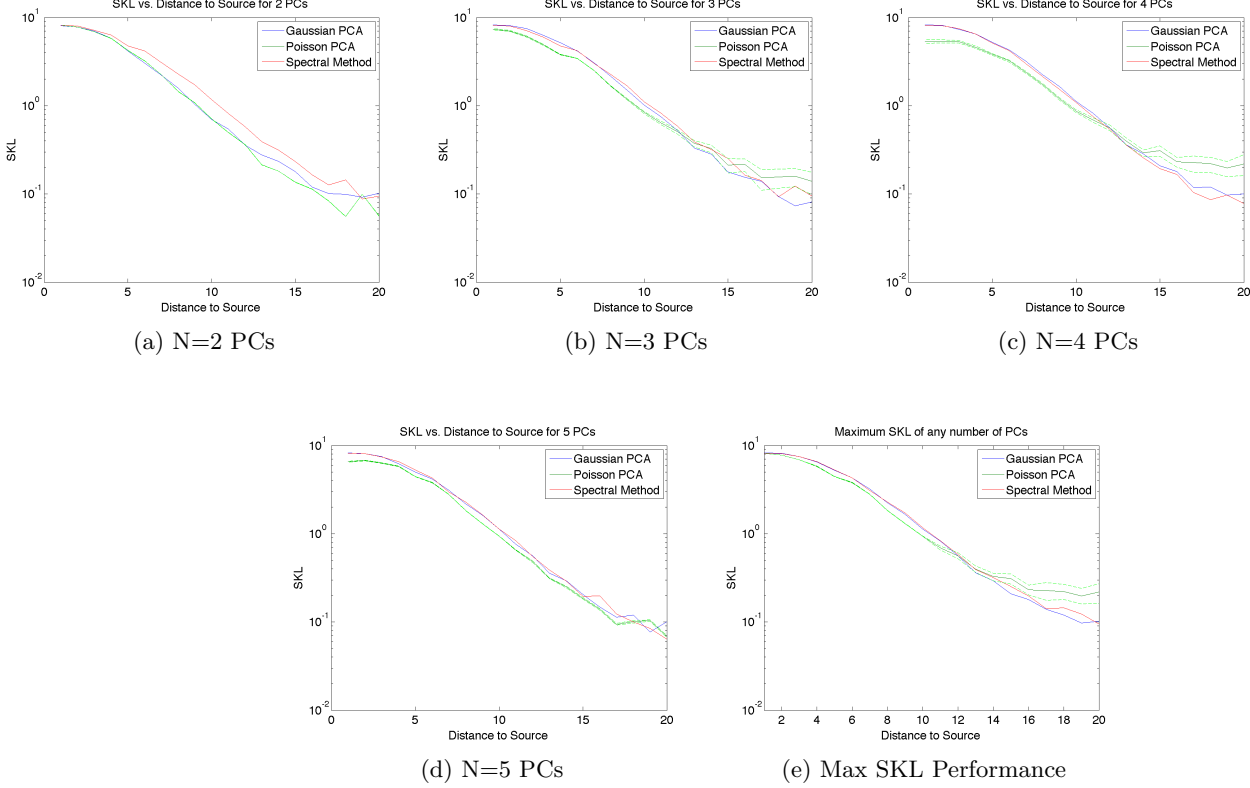 SKL vs. Distance to Source for 2 PCs
10^1
10^0
10^-1
10^-2
SKL
0 5 10 15 20
Distance to Source
Gaussian PCA
Poisson PCA
Spectral Method
(a) N=2 PCs
SKL vs. Distance to Source for 3 PCs
10^1
10^0
10^-1
10^-2
SKL
0 5 10 15 20
Distance to Source
Gaussian PCA
Poisson PCA
Spectral Method
(b) N=3 PCs
SKL vs. Distance to Source for 4 PCs
10^1
10^0
10^-1
10^-2
SKL
0 5 10 15 20
Distance to Source
Gaussian PCA
Poisson PCA
Spectral Method
(c) N=4 PCs
SKL vs. Distance to Source for 5 PCs
10^1
10^0
10^-1
10^-2
SKL
0 5 10 15 20
Distance to Source
Gaussian PCA
Poisson PCA
Spectral Method
(d) N=5 PCs
Maximum SKL of any number of PCs
10^1
10^0
10^-1
10^-2
SKL
2 4 6 8 10 12 14 16 18 20
Distance to Source
Gaussian PCA
Poisson PCA
Spectral Method
(e) Max SKL Performance